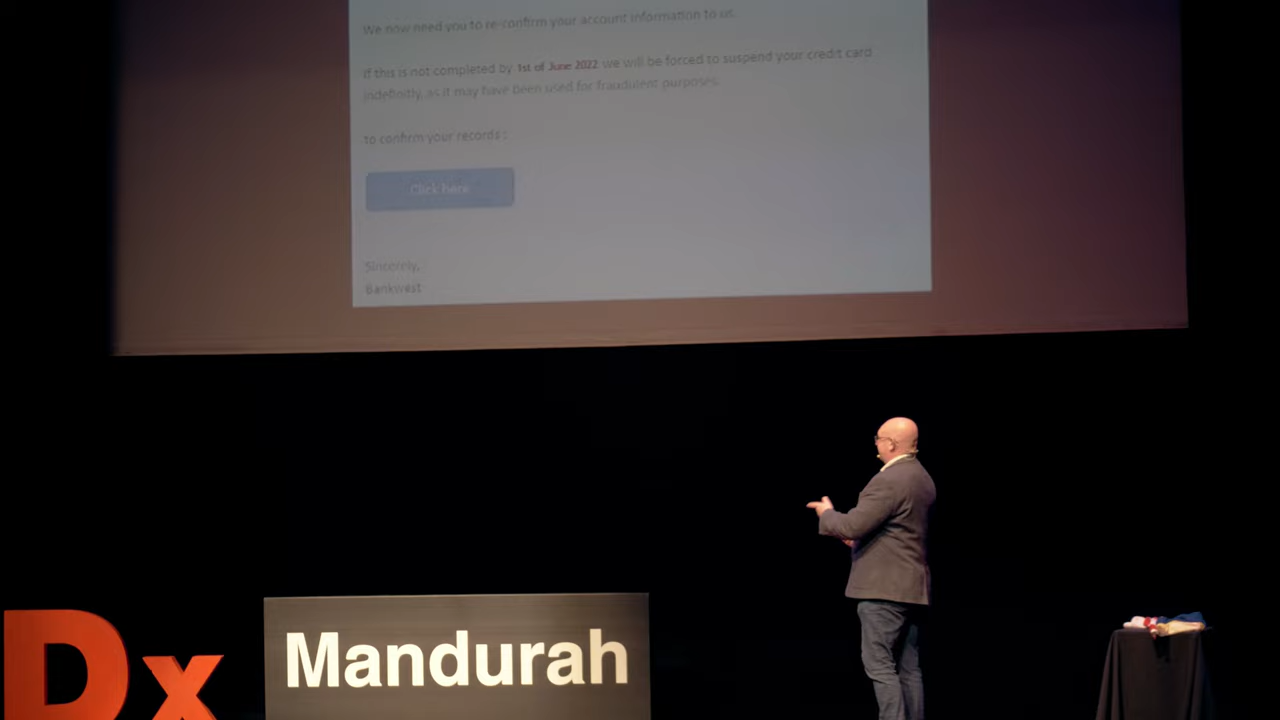 We now need you to re-confirm your account information to us.
If this is not completed by 1st of June 2022 we will be forced to suspend your credit card
indefinitly, as it may have been used for fraudulent purposes.
to confirm your records :
Click here
Sincerely,
Bankwest
Dx
Mandurah